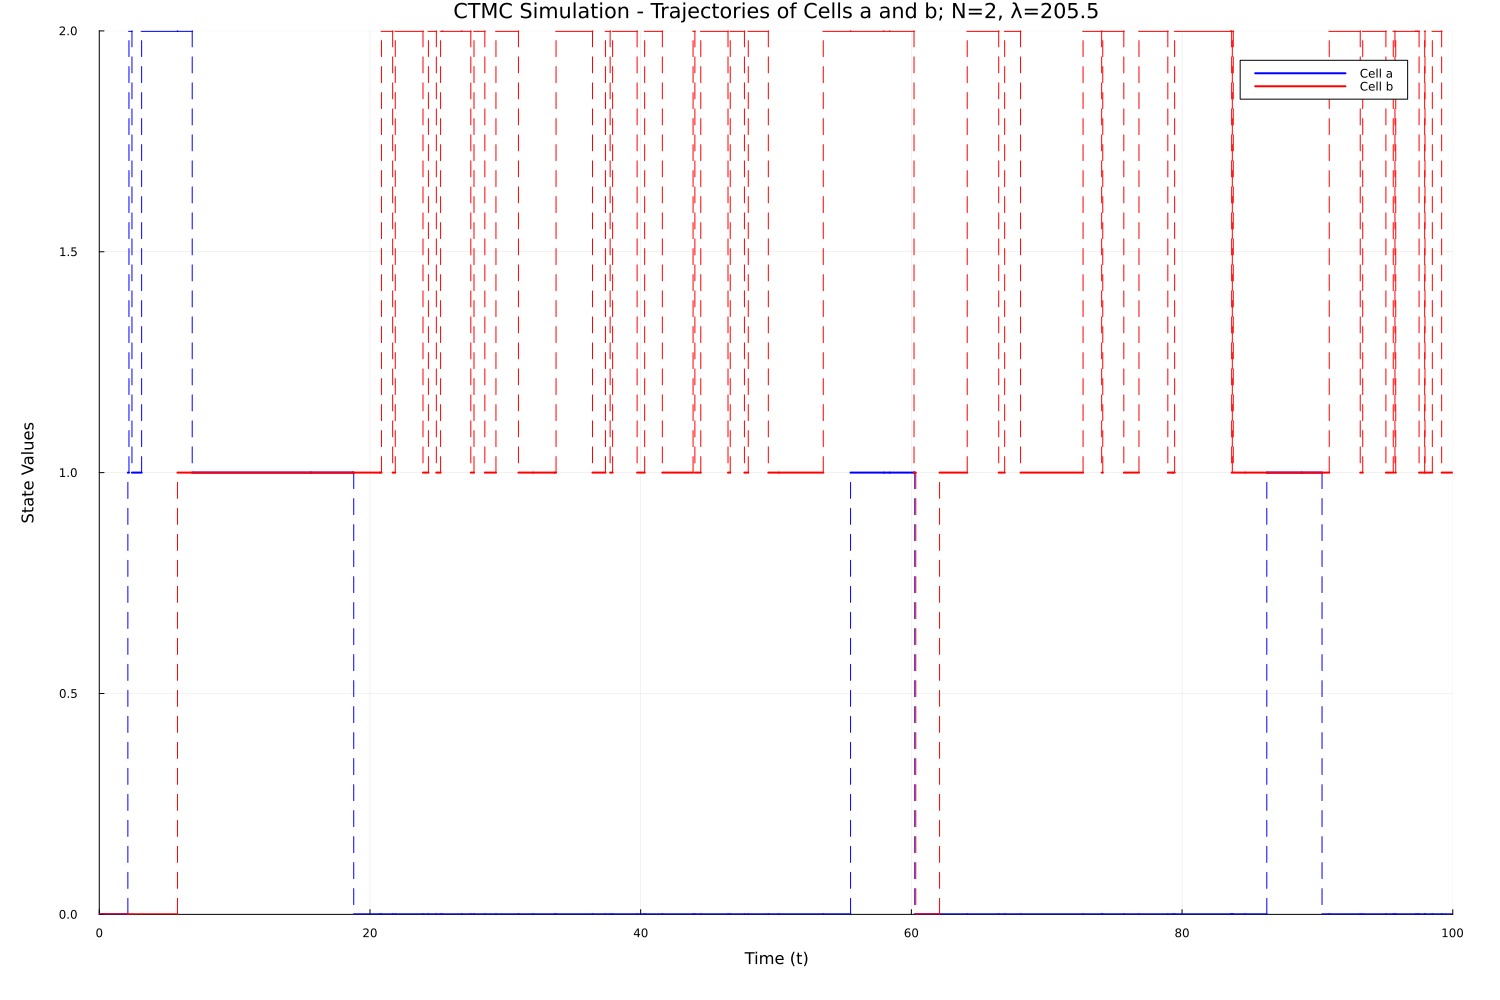 CTMC Simulation - Trajectories of Cells a and b; N=2, λ=205.5
2.0
Cell a
Cell b
1.5
1.0
State Values
0.5
0.0
0 20 40 60 80 100
Time (t)